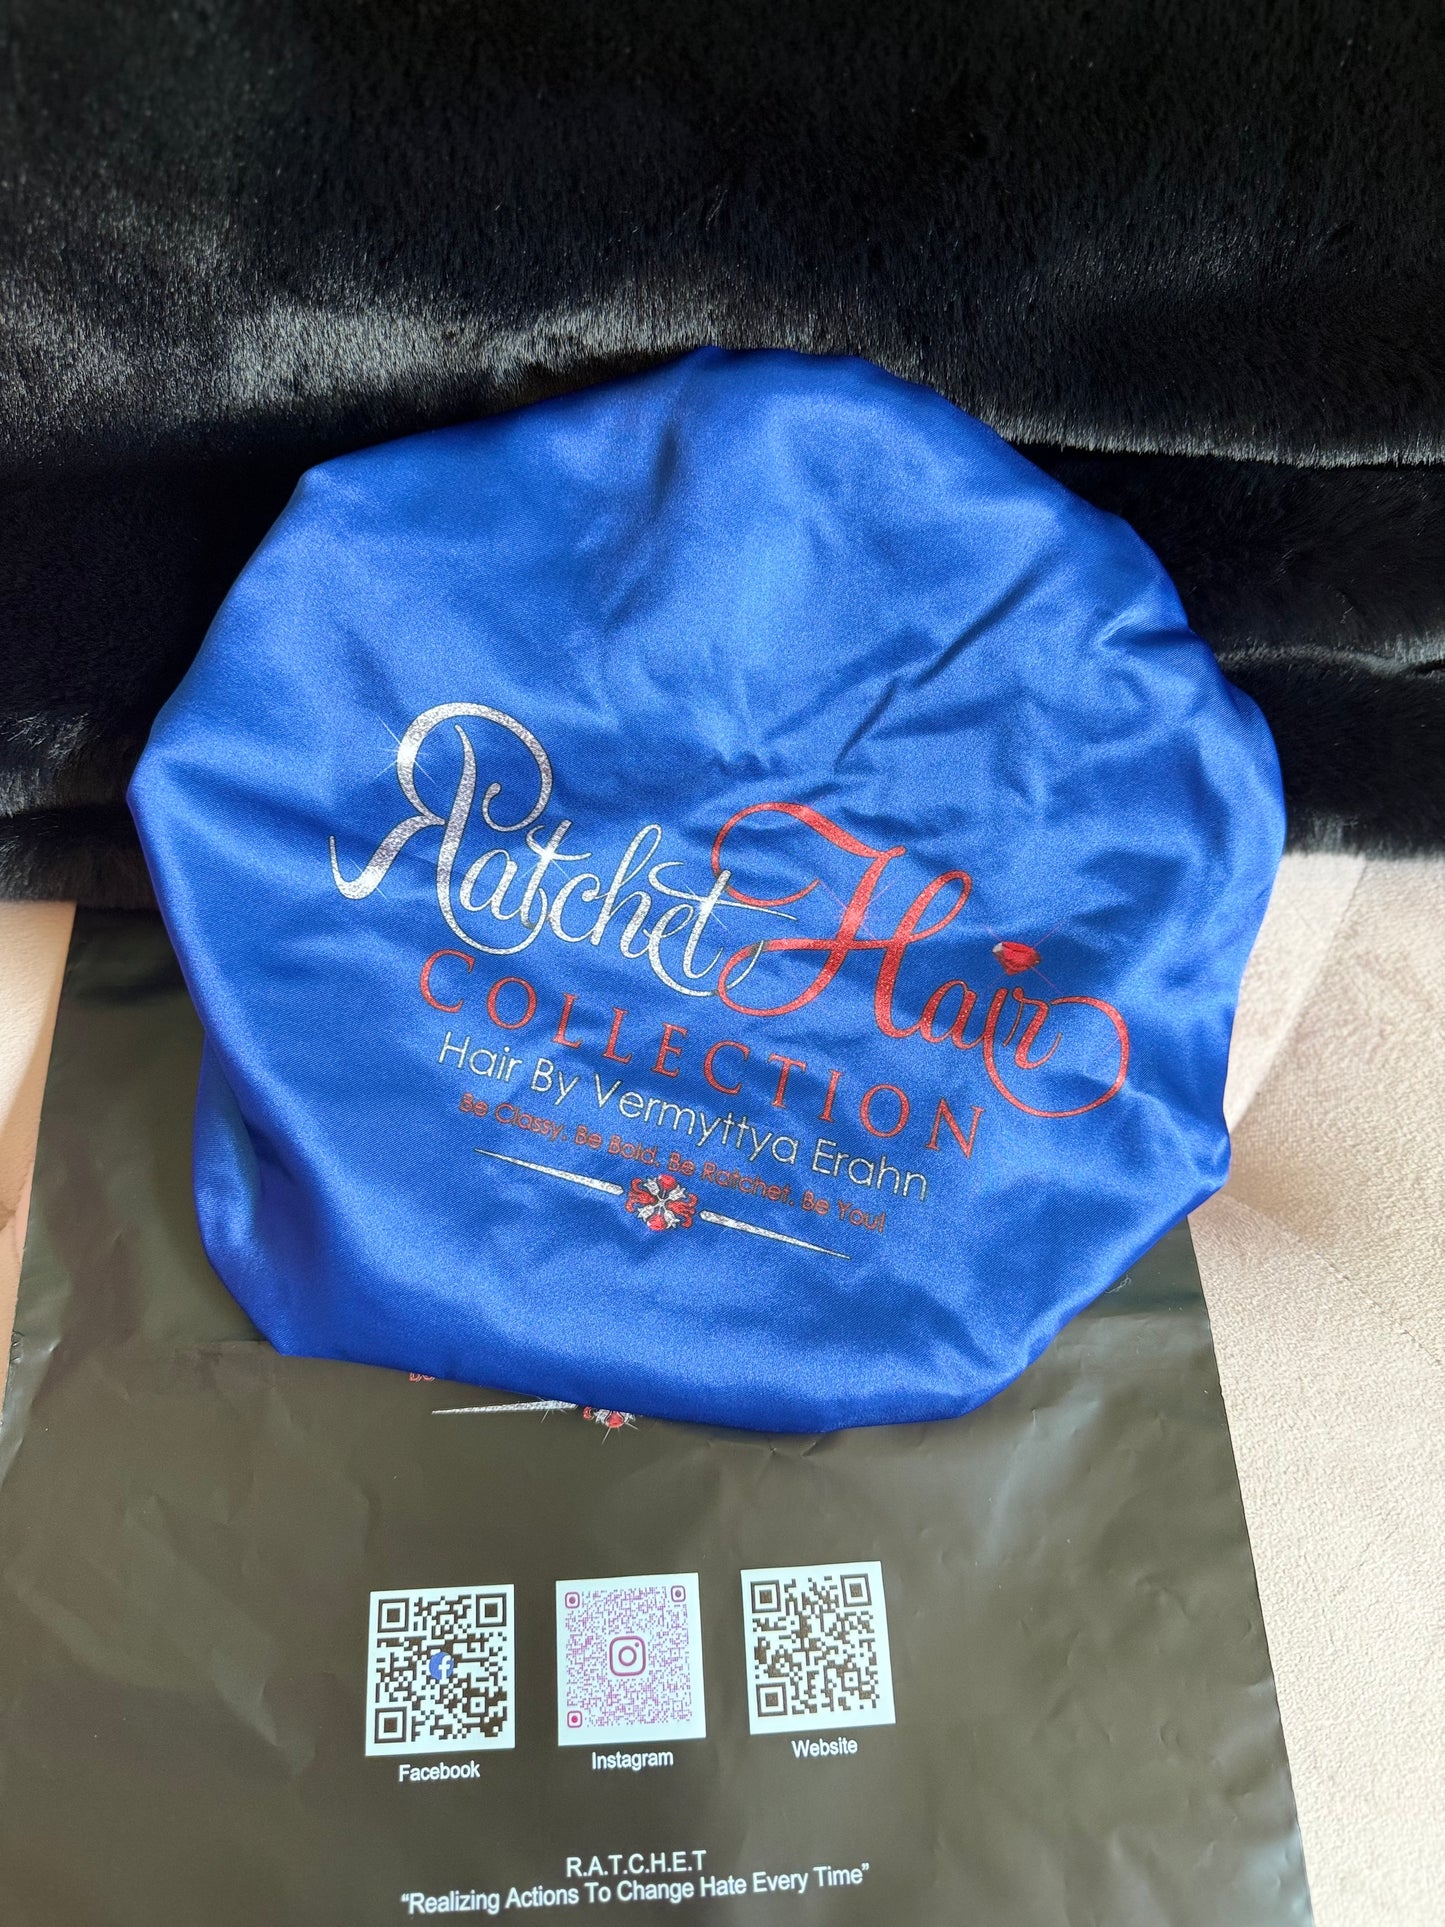 Ratchet Hair
COLLECTION
Hair By Vermyttya Erahn
Be Classy. Be Bold. Be Ratchet. Be You!
Facebook
Instagram
Website
R.A.T.C.H.E.T
“Realizing Actions To Change Hate Every Time”